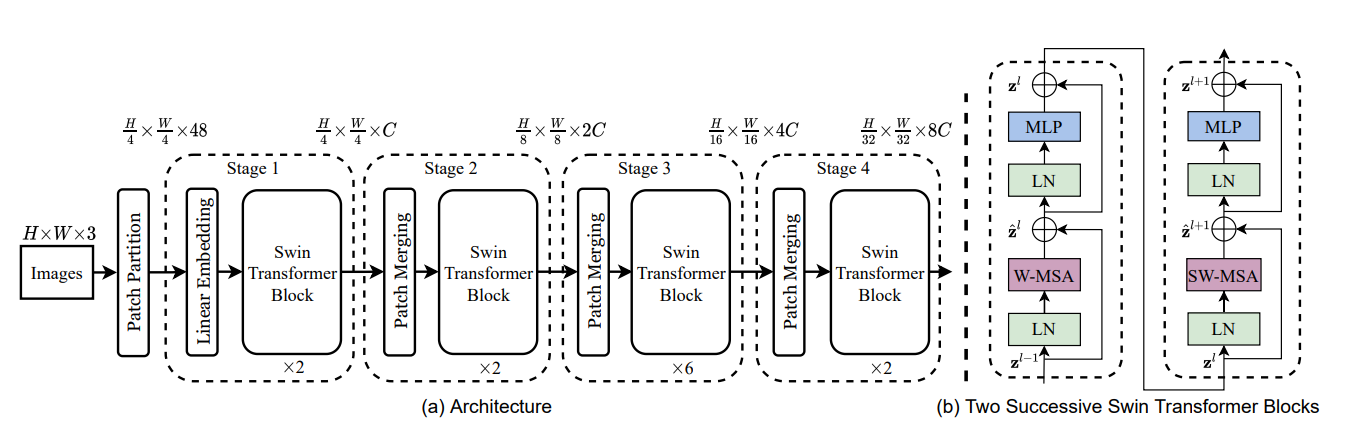 H/4 × W/4 × 48
H/4 × W/4 × C
H/8 × W/8 × 2C
H/16 × W/16 × 4C
H/32 × W/32 × 8C
H×W×3
Images
Patch Partition
Stage 1
Linear Embedding
Swin
Transformer
Block
×2
Stage 2
Patch Merging
Swin
Transformer
Block
×2
Stage 3
Patch Merging
Swin
Transformer
Block
×6
Stage 4
Patch Merging
Swin
Transformer
Block
×2
(a) Architecture
z^l
MLP
LN
ẑ^l
W-MSA
LN
z^{l−1}
z^{l+1}
MLP
LN
ẑ^{l+1}
SW-MSA
LN
z^l
(b) Two Successive Swin Transformer Blocks